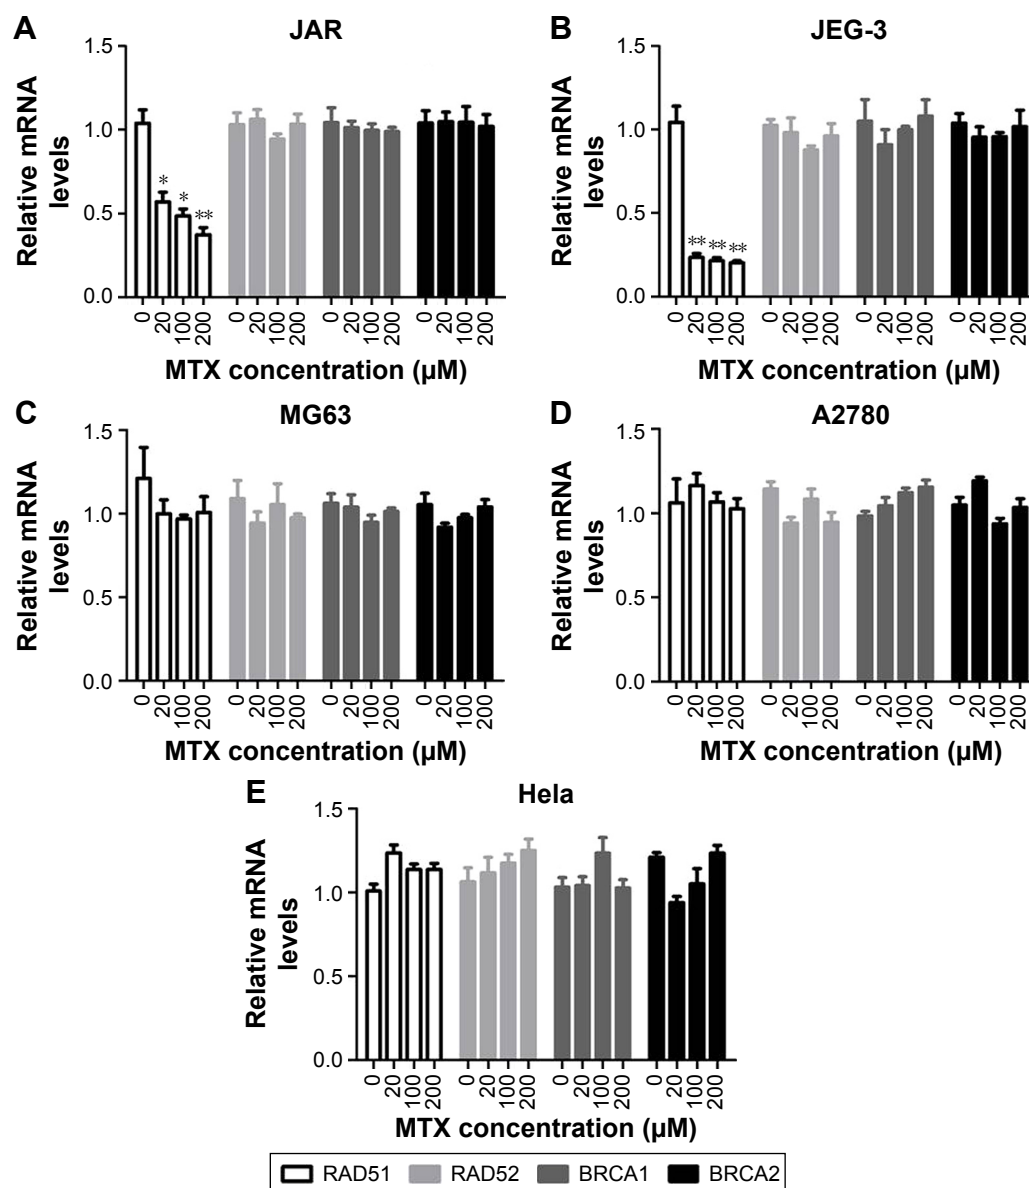 A
JAR
Relative mRNA
levels
1.5
1.0
0.5
0.0
*
*
**
0 20 100 200 0 20 100 200 0 20 100 200 0 20 100 200
MTX concentration (µM)
B
JEG-3
Relative mRNA
levels
1.5
1.0
0.5
0.0
** ** **
0 20 100 200 0 20 100 200 0 20 100 200 0 20 100 200
MTX concentration (µM)
C
MG63
Relative mRNA
levels
1.5
1.0
0.5
0.0
0 20 100 200 0 20 100 200 0 20 100 200 0 20 100 200
MTX concentration (µM)
D
A2780
Relative mRNA
levels
1.5
1.0
0.5
0.0
0 20 100 200 0 20 100 200 0 20 100 200 0 20 100 200
MTX concentration (µM)
E
Hela
Relative mRNA
levels
1.5
1.0
0.5
0.0
0 20 100 200 0 20 100 200 0 20 100 200 0 20 100 200
MTX concentration (µM)
RAD51 RAD52 BRCA1 BRCA2